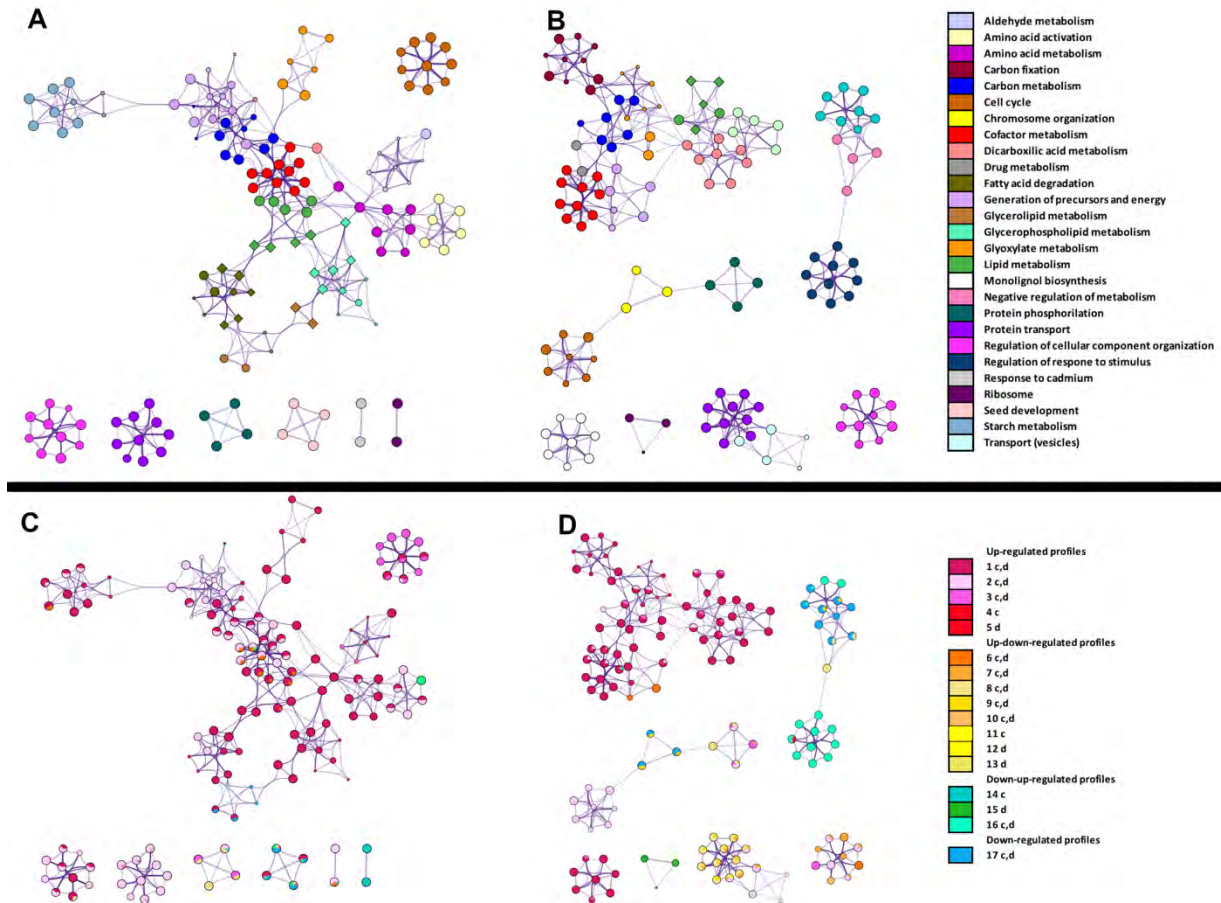 A
B
Aldehyde metabolism
Amino acid activation
Amino acid metabolism
Carbon fixation
Carbon metabolism
Cell cycle
Chromosome organization
Cofactor metabolism
Dicarboxilic acid metabolism
Drug metabolism
Fatty acid degradation
Generation of precursors and energy
Glycerolipid metabolism
Glycerophospholipid metabolism
Glyoxylate metabolism
Lipid metabolism
Monolignol biosynthesis
Negative regulation of metabolism
Protein phosphorilation
Protein transport
Regulation of cellular component organization
Regulation of respone to stimulus
Response to cadmium
Ribosome
Seed development
Starch metabolism
Transport (vesicles)
C
D
Up-regulated profiles
1 c,d
2 c,d
3 c,d
4 c
5 d
Up-down-regulated profiles
6 c,d
7 c,d
8 c,d
9 c,d
10 c,d
11 c
12 d
13 d
Down-up-regulated profiles
14 c
15 d
16 c,d
Down-regulated profiles
17 c,d